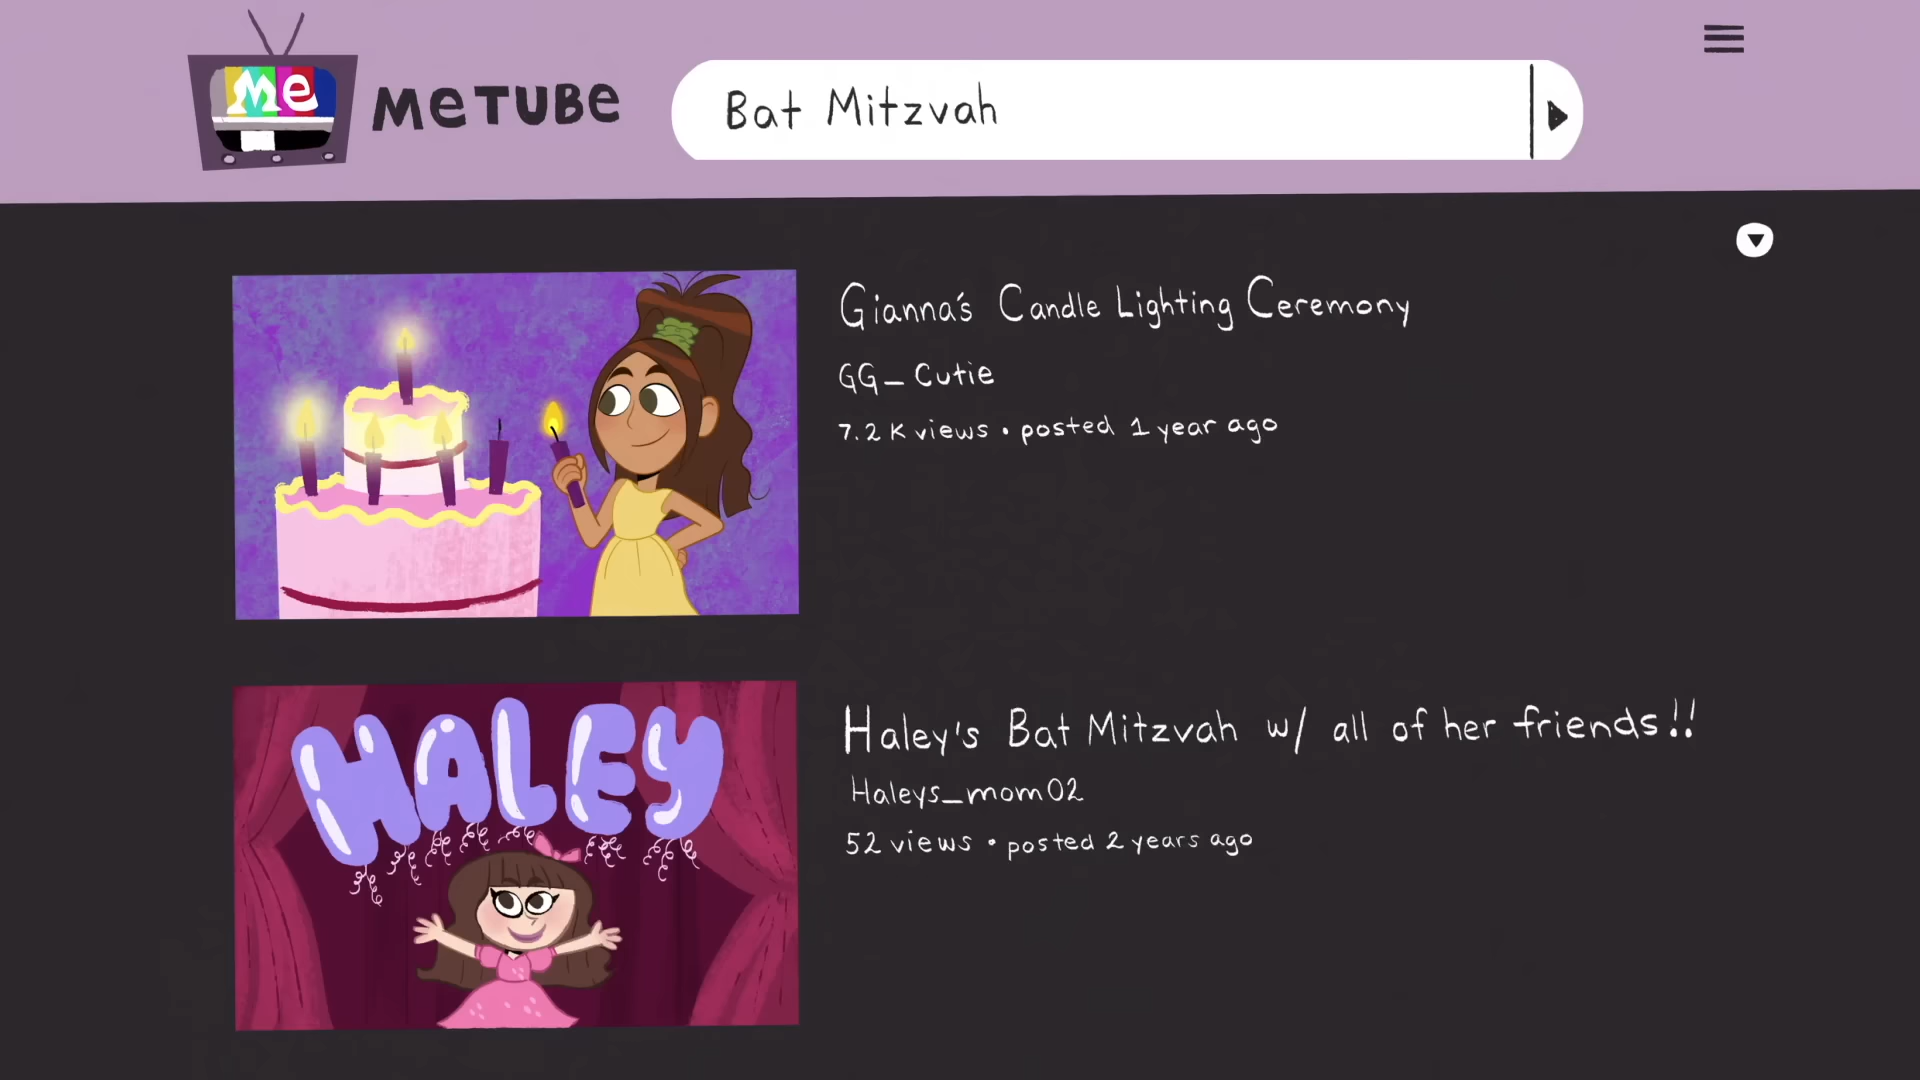 Me
MeTUBe
Bat Mitzvah
Gianna's Candle Lighting Ceremony
GG_Cutie
7.2K views • posted 1 year ago
HALEY
Haley's Bat Mitzvah w/ all of her friends!!
Haleys_mom02
52 views • posted 2 years ago